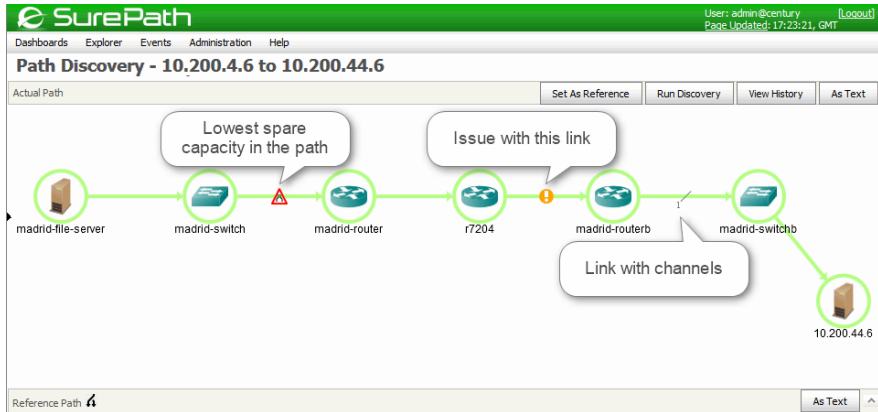 SurePath
User: admin@century [Logout]
Page Updated: 17:23:21, GMT
Dashboards Explorer Events Administration Help
Path Discovery - 10.200.4.6 to 10.200.44.6
Actual Path Set As Reference Run Discovery View History As Text
Lowest spare
capacity in the path
Issue with this link
1
madrid-file-server madrid-switch madrid-router r7204 madrid-routerb madrid-switchb
Link with channels
10.200.44.6
Reference Path As Text